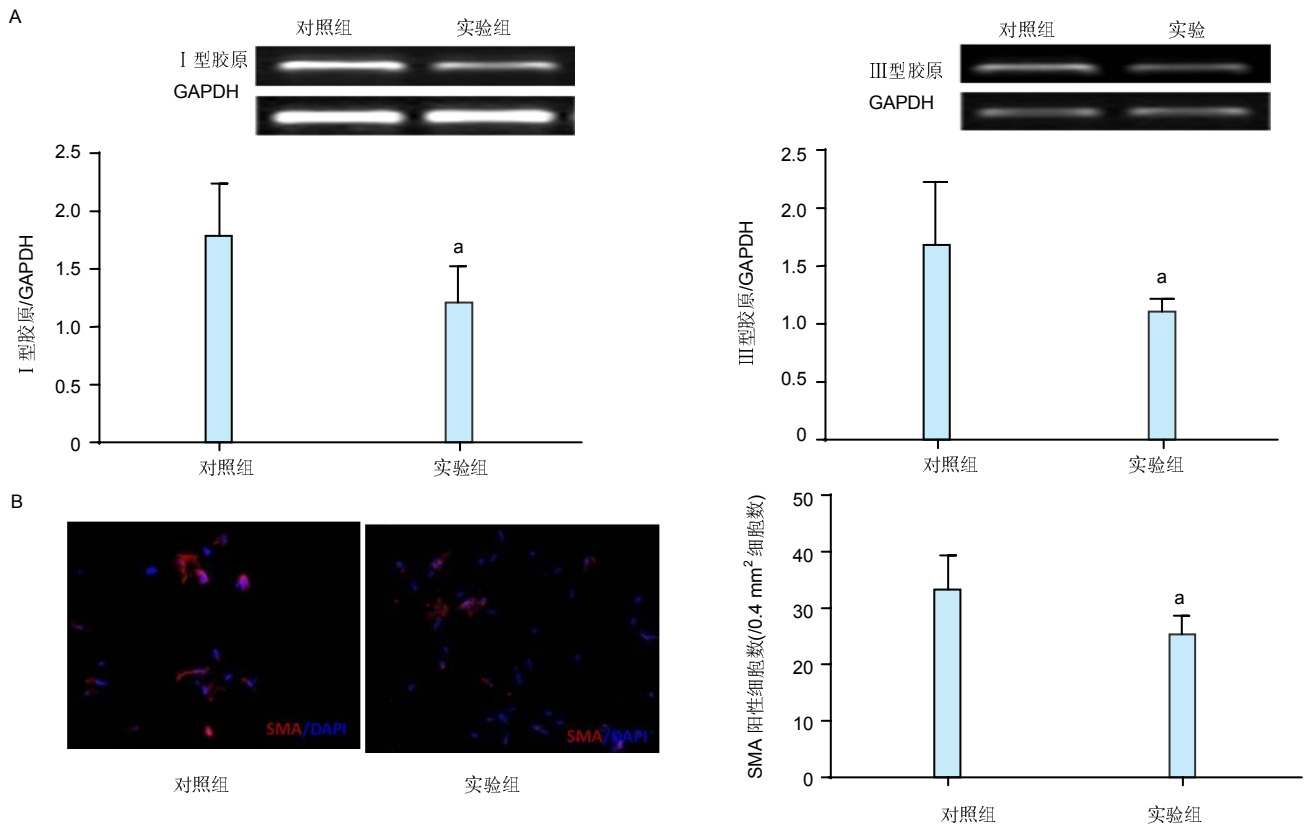 A
对照组 实验组
Ⅰ型胶原
GAPDH
2.5
2.0
1.5
1.0
0.5
0
Ⅰ型胶原/GAPDH
a
对照组 实验组
对照组 实验
Ⅲ型胶原
GAPDH
2.5
2.0
1.5
1.0
0.5
0
Ⅲ型胶原/GAPDH
a
对照组 实验组
B
SMA/DAPI
SMA/DAPI
对照组 实验组
50
40
30
20
10
0
SMA 阳性细胞数(/0.4 mm² 细胞数)
a
对照组 实验组